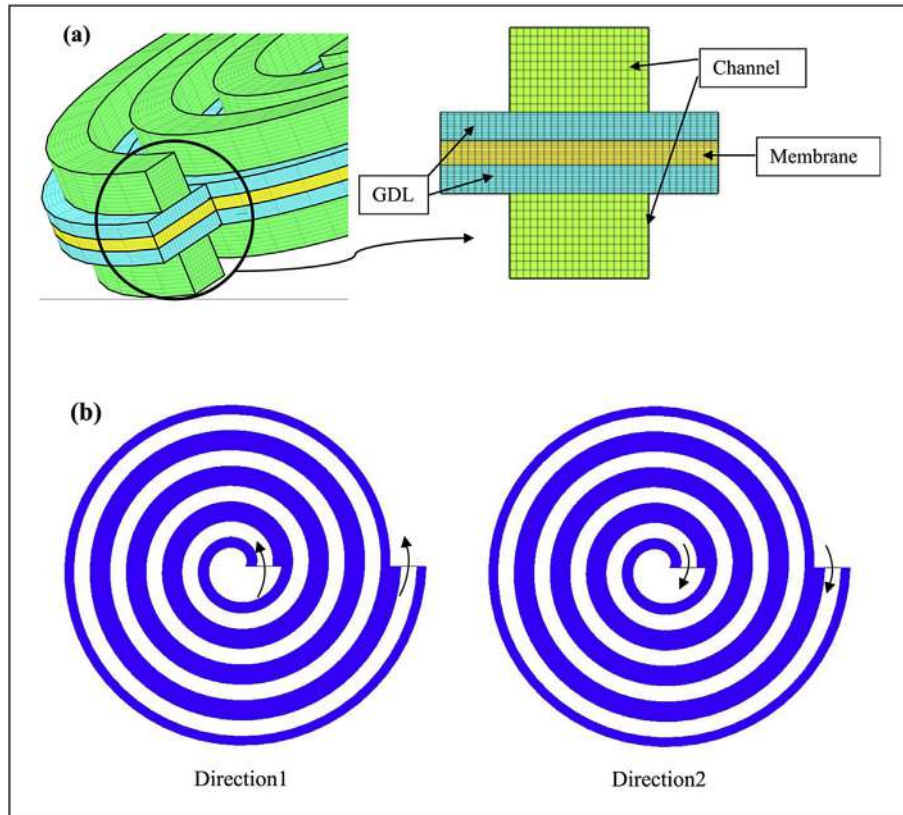 (a)
Channel
Membrane
GDL
(b)
Direction1
Direction2